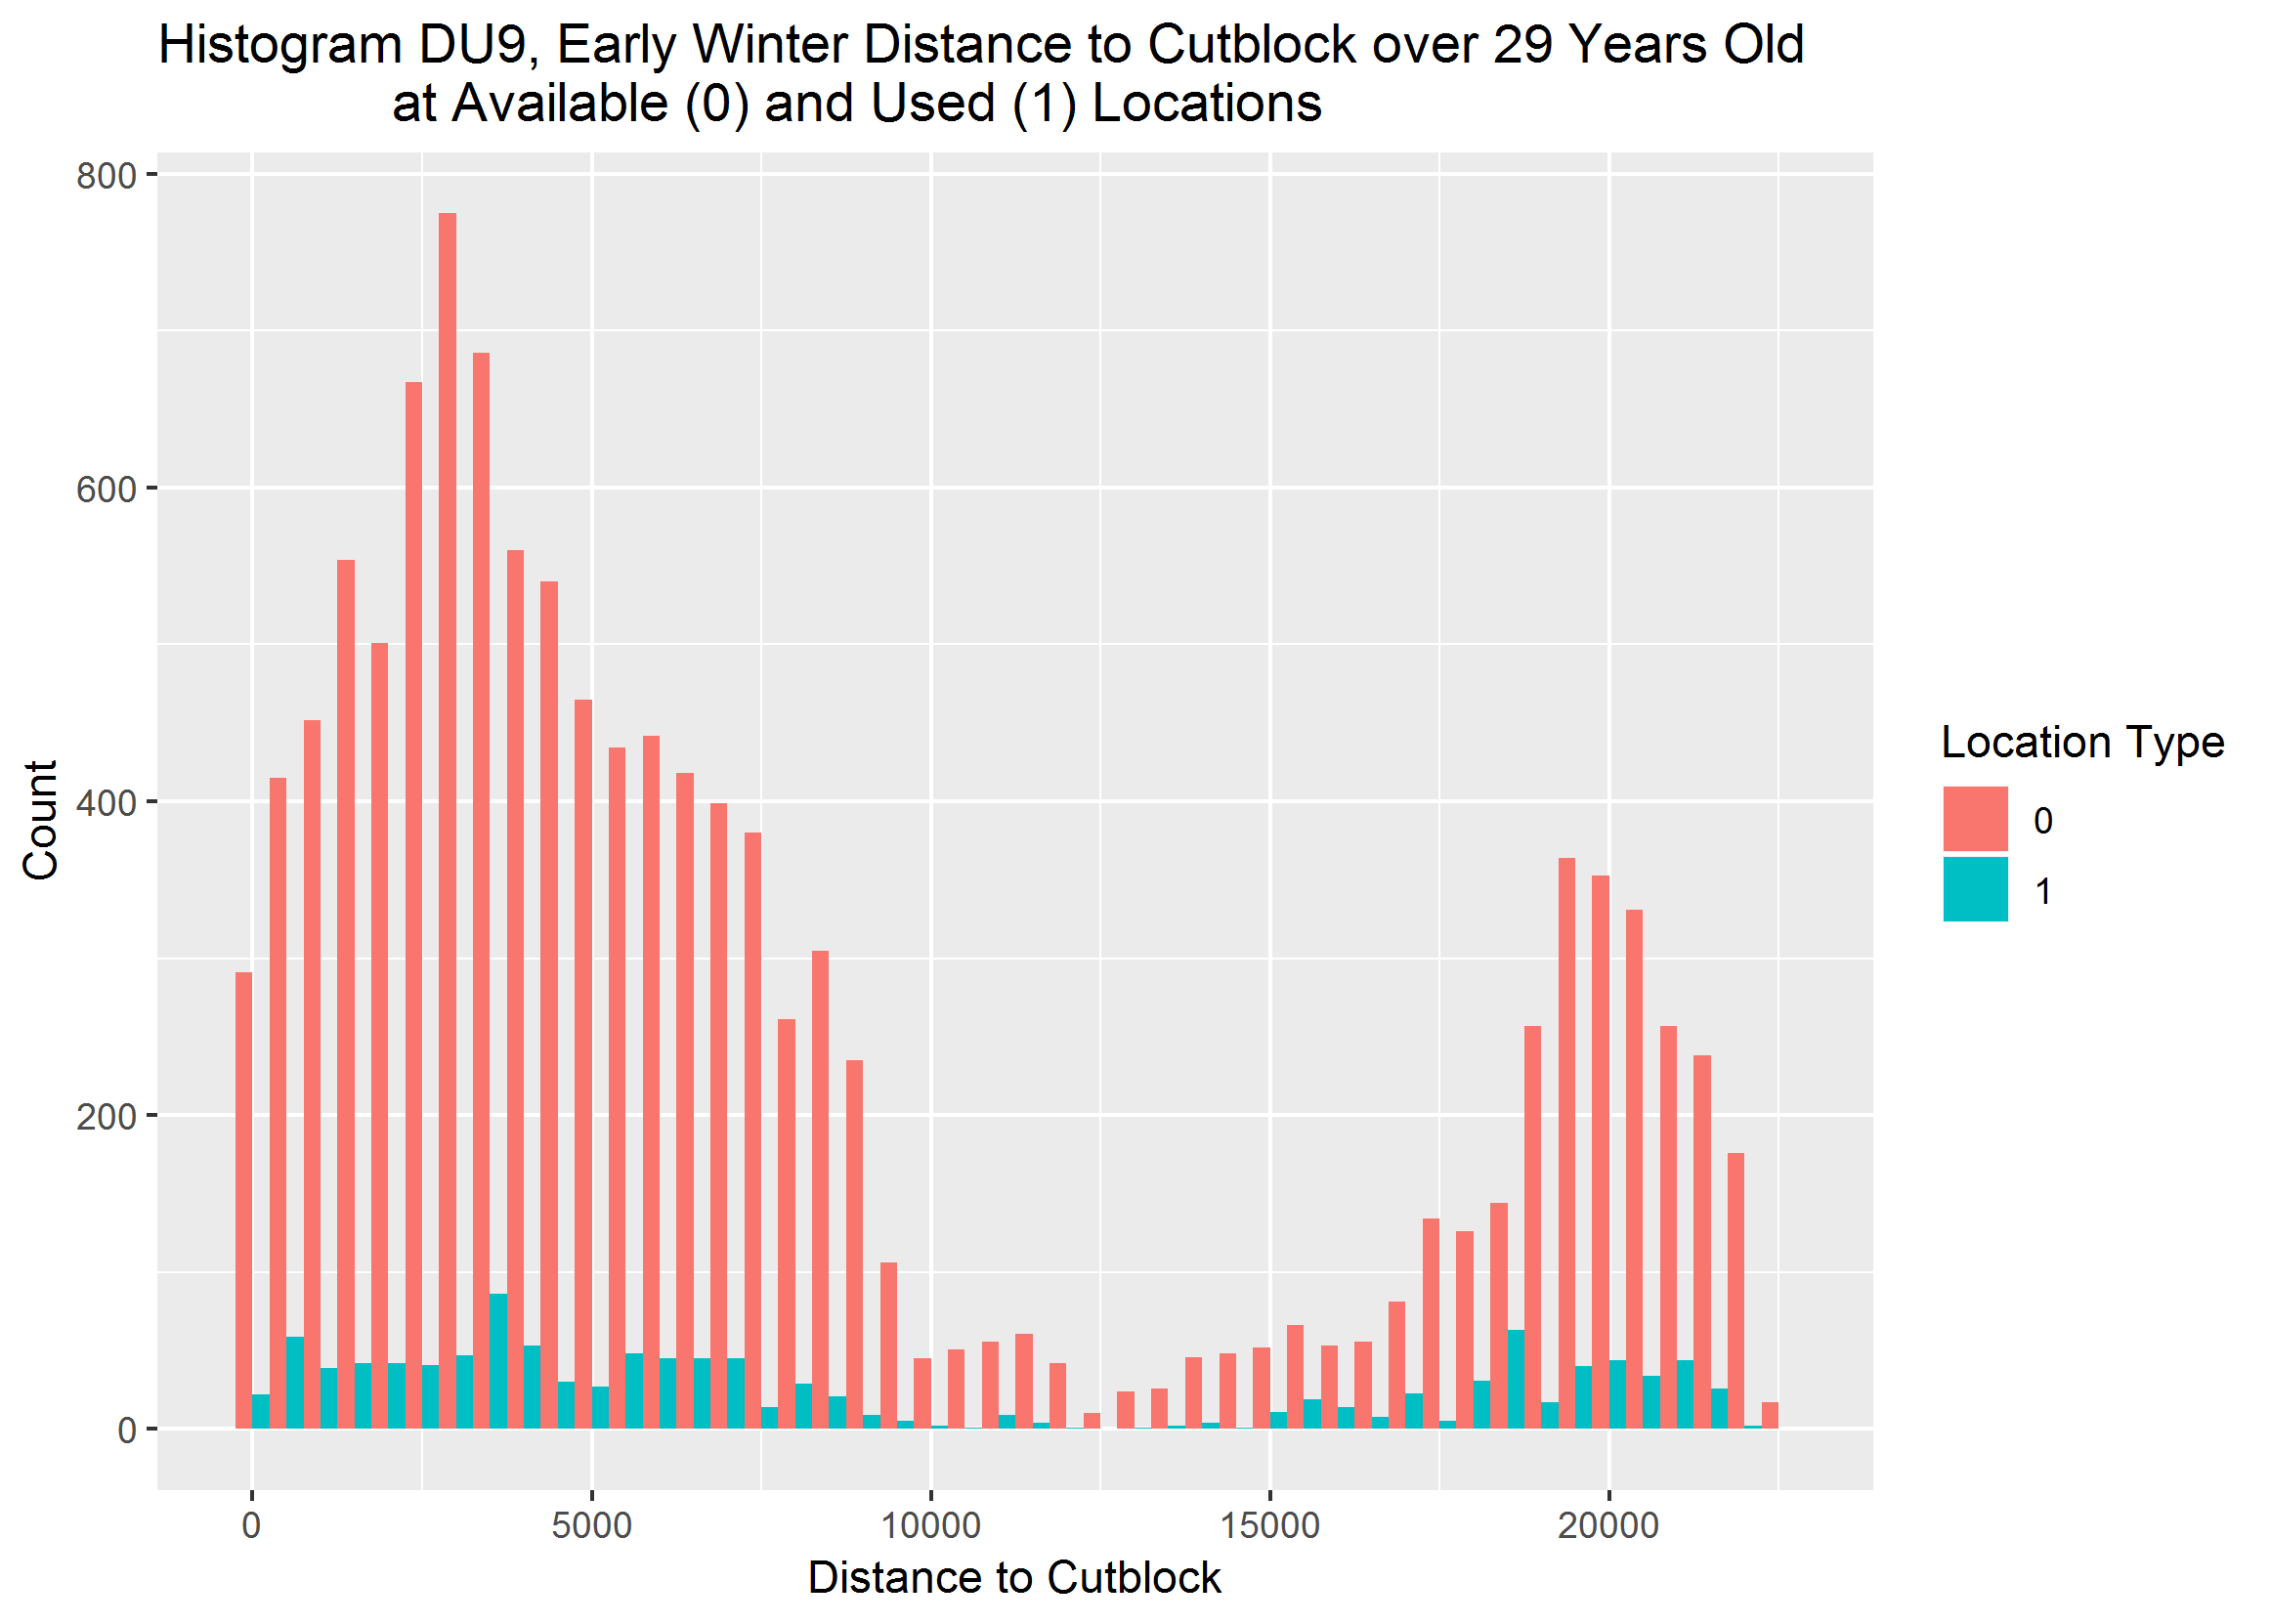 Histogram DU9, Early Winter Distance to Cutblock over 29 Years Old
at Available (0) and Used (1) Locations
800
600
400
200
0
Count
0
5000
10000
15000
20000
Distance to Cutblock
Location Type
0
1